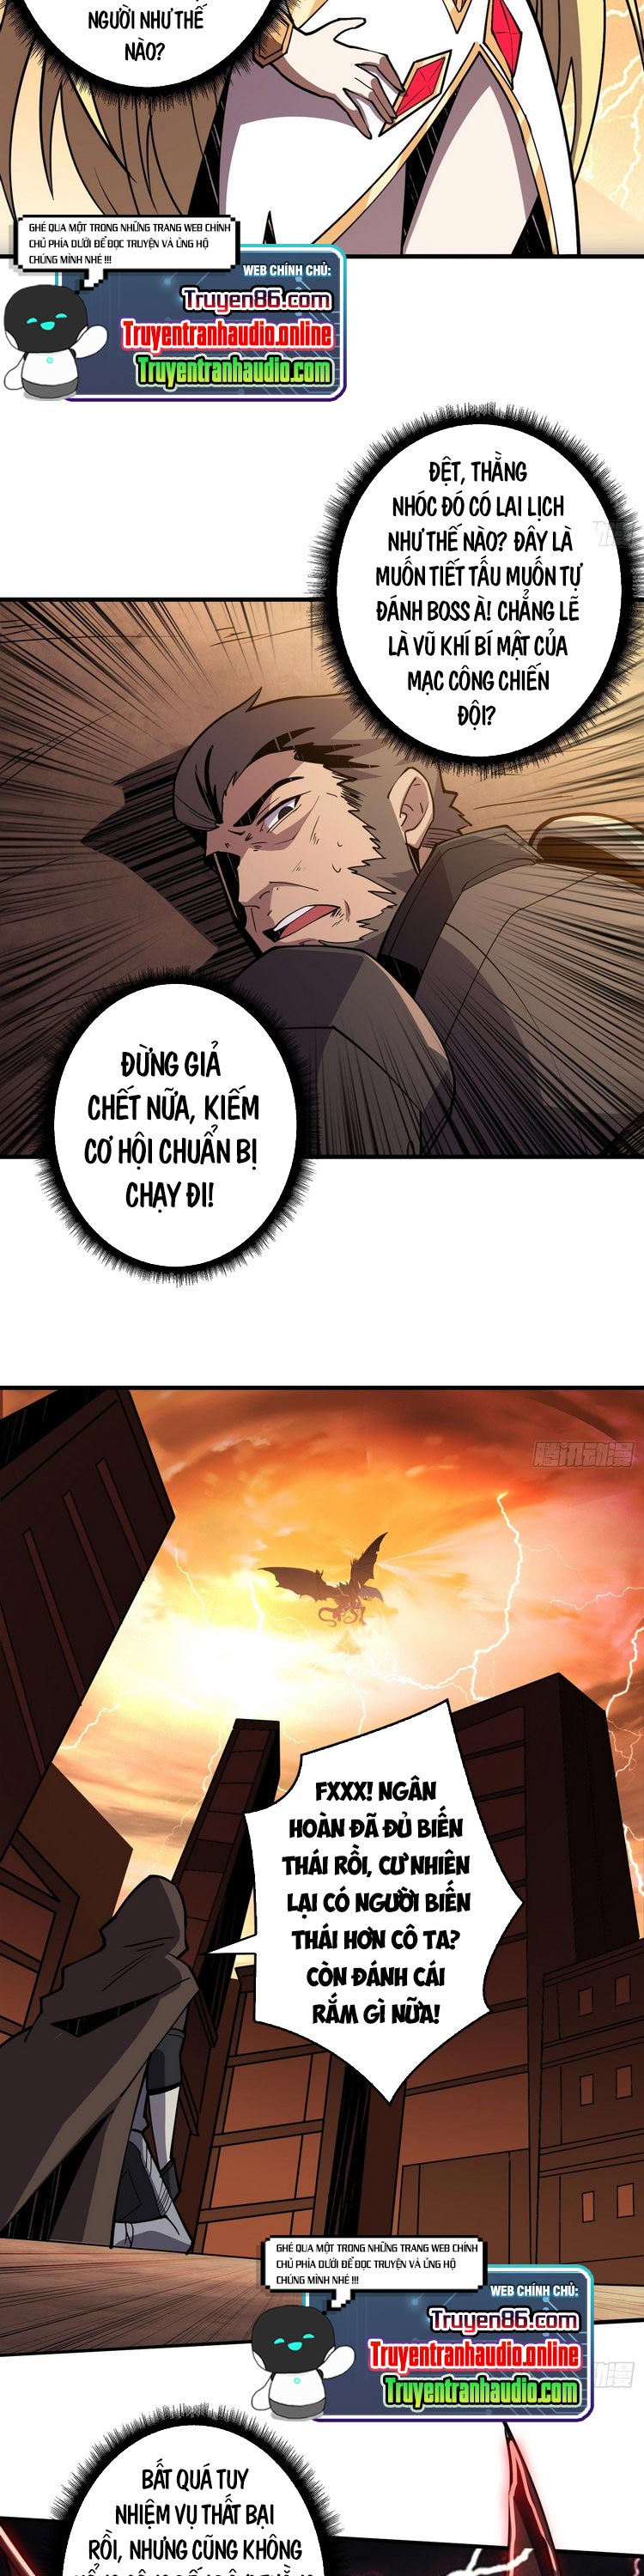 NGƯỜI NHƯ THẾ
NÀO?
GHÉ QUA MỘT TRONG NHỮNG TRANG WEB CHÍNH
CHỦ PHÍA DƯỚI ĐỂ ĐỌC TRUYỆN VÀ ỦNG HỘ
CHÚNG MÌNH NHÉ !!!
WEB CHÍNH CHỦ:
Truyen86.com
Truyentranhaudio.online
Truyentranhaudio.com
ĐỆT, THẰNG
NHÓC ĐÓ CÓ LAI LỊCH
NHƯ THẾ NÀO? ĐÂY LÀ
MUỐN TIẾT TẤU MUỐN TỰ
ĐÁNH BOSS À! CHẲNG LẼ
LÀ VŨ KHÍ BÍ MẬT CỦA
MẠC CÔNG CHIẾN
ĐỘI?
ĐỪNG GIẢ
CHẾT NỮA, KIẾM
CƠ HỘI CHUẨN BỊ
CHẠY ĐI!
腾讯动漫
FXXX! NGÂN
HOÀN ĐÃ ĐỦ BIẾN
THÁI RỒI, CƯ NHIÊN
LẠI CÓ NGƯỜI BIẾN
THÁI HƠN CÔ TA?
CÒN ĐÁNH CÁI
RẮM GÌ NỮA!
GHÉ QUA MỘT TRONG NHỮNG TRANG WEB CHÍNH
CHỦ PHÍA DƯỚI ĐỂ ĐỌC TRUYỆN VÀ ỦNG HỘ
CHÚNG MÌNH NHÉ !!!
WEB CHÍNH CHỦ:
Truyen86.com
Truyentranhaudio.online
Truyentranhaudio.com
BẤT QUÁ TUY
NHIỆM VỤ THẤT BẠI
RỒI, NHƯNG CŨNG KHÔNG